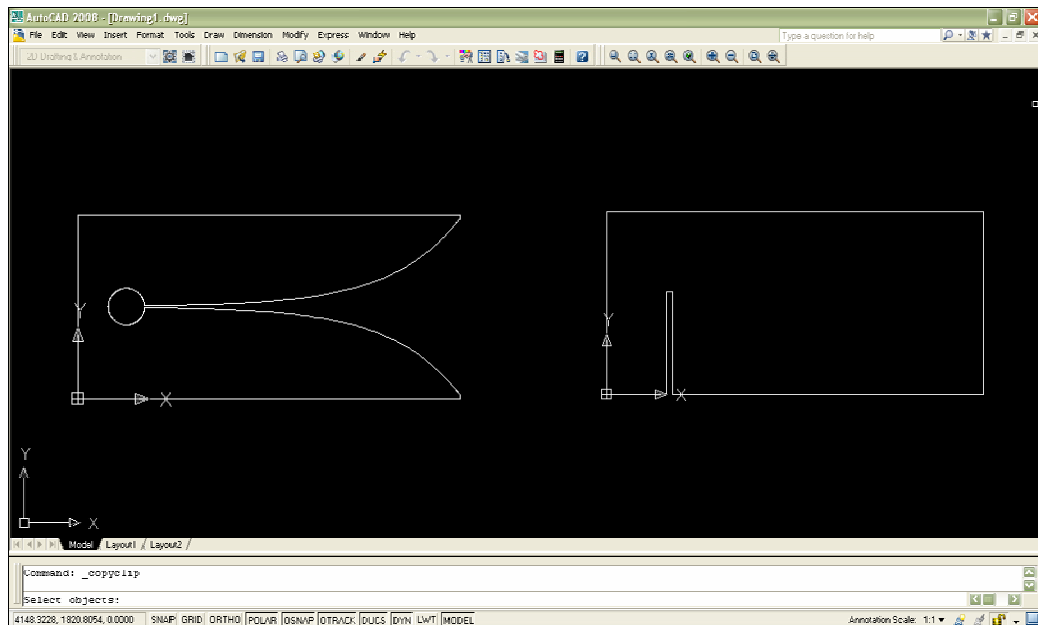 AutoCAD 2008 - [Drawing1.dwg]
File Edit View Insert Format Tools Draw Dimension Modify Express Window Help Type a question for help
2D Drafting & Annotation
Y Y
X X
Y
X
Model Layout1 Layout2
Command: _copyclip
Select objects:
4148.3228, 1820.8054, 0.0000 SNAP GRID ORTHO POLAR OSNAP OTRACK DUCS DYN LWT MODEL Annotation Scale: 1:1